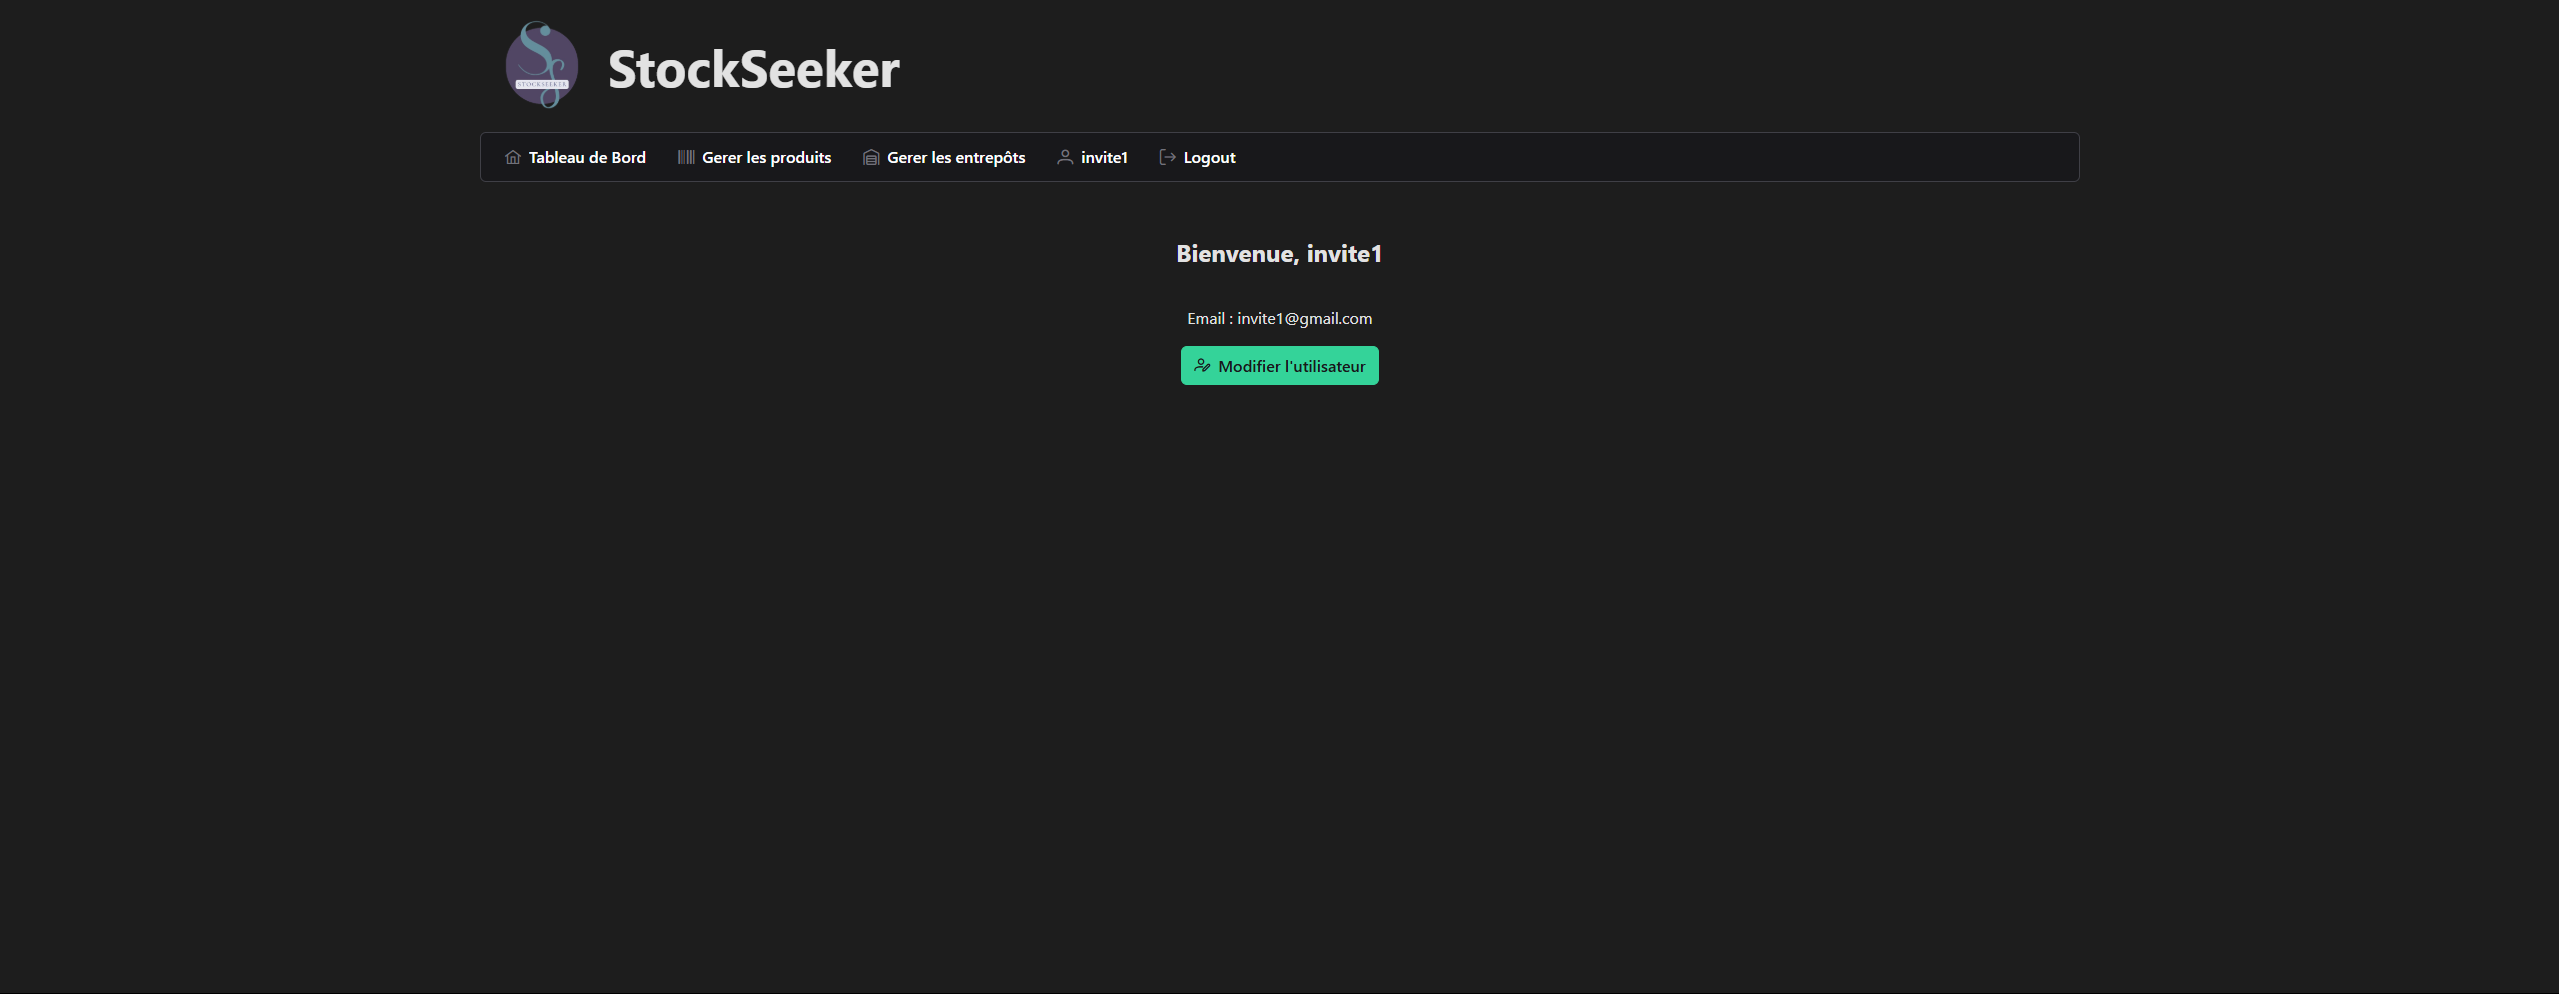 STOCKSEEKER
StockSeeker
Tableau de Bord
Gerer les produits
Gerer les entrepôts
invite1
Logout
Bienvenue, invite1
Email : invite1@gmail.com
Modifier l'utilisateur